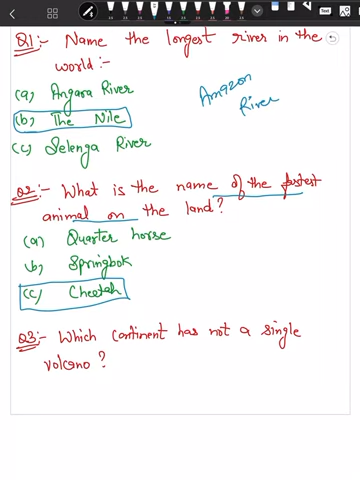 Q1:- Name the longest river in the
world:-
(a) Angara River
Amazon
River
(b) The Nile
(c) Selenga River
Q2:- What is the name of the fastest
animal on the land?
(a) Quarter horse
(b) Springbok
(c) Cheetah
Q3:- Which continent has not a single
volcano?